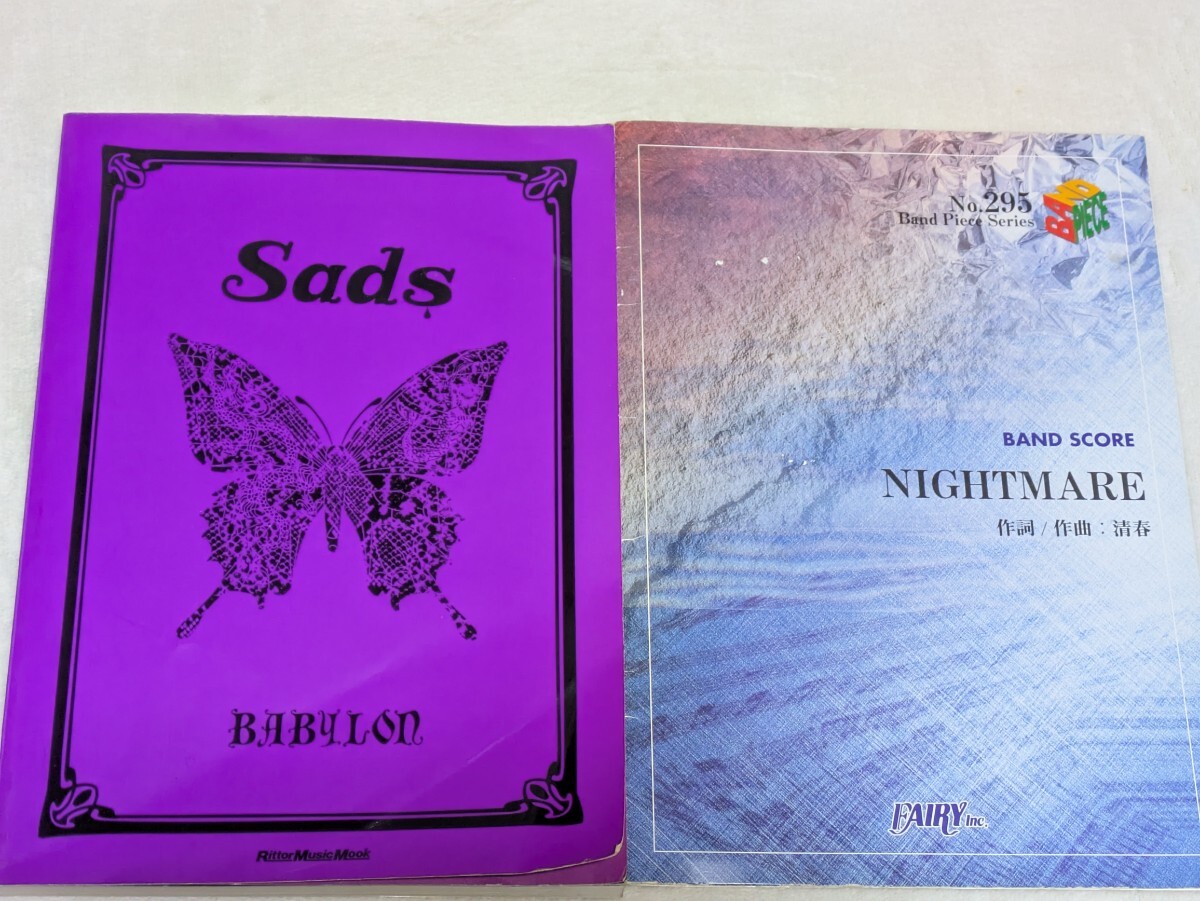 Sads
BABYLON
RittorMusicMook
No.295
Band Piece Series
BAND
PIECE
BAND SCORE
NIGHTMARE
作詞/作曲:清春
FAIRY Inc.